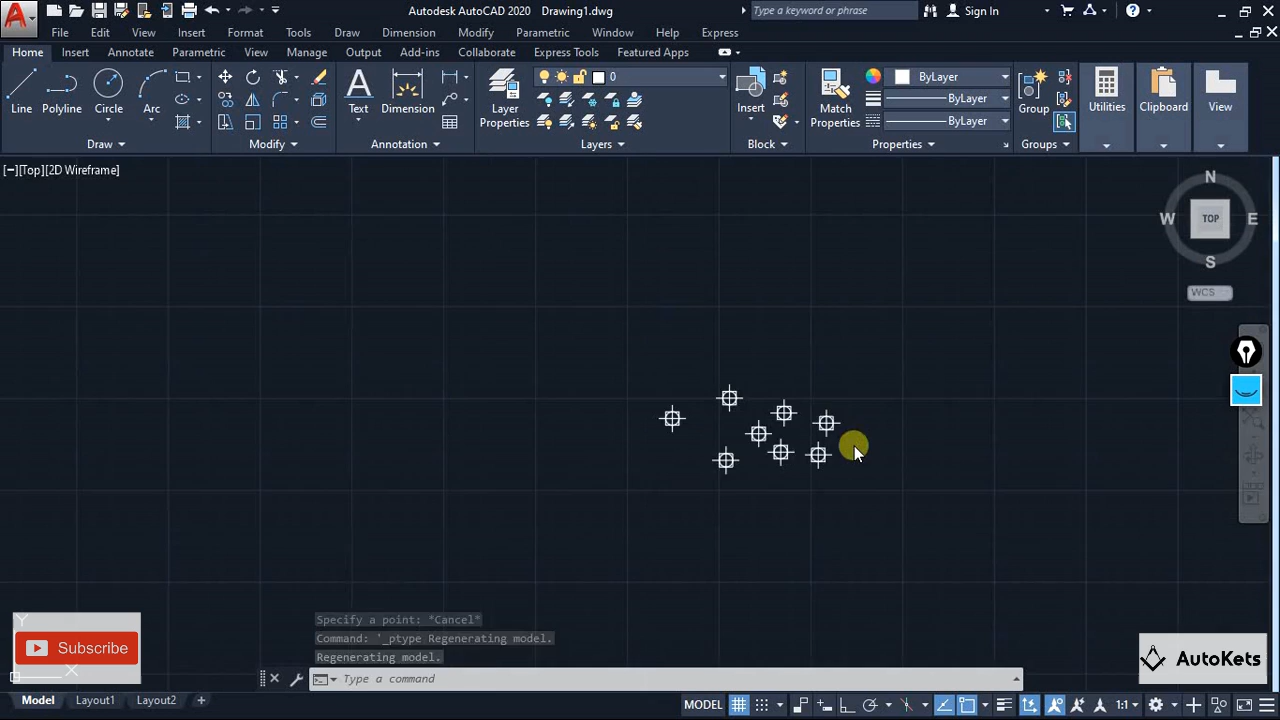 Autodesk AutoCAD 2020 Drawing1.dwg
Type a keyword or phrase
Sign In
File Edit View Insert Format Tools Draw Dimension Modify Parametric Window Help Express
Home Insert Annotate Parametric View Manage Output Add-ins Collaborate Express Tools Featured Apps
0
ByLayer
ByLayer
ByLayer
Line Polyline Circle Arc
Text Dimension
Layer Properties
Insert
Match Properties
Group
Utilities
Clipboard
View
Draw Modify Annotation Layers Block Properties Groups
[−][Top][2D Wireframe]
N
W TOP E
S
WCS
Specify a point: *Cancel*
Command: '_ptype Regenerating model.
Regenerating model.
Type a command
Y
Subscribe
X
AutoKets
Model Layout1 Layout2 +
MODEL
1:1